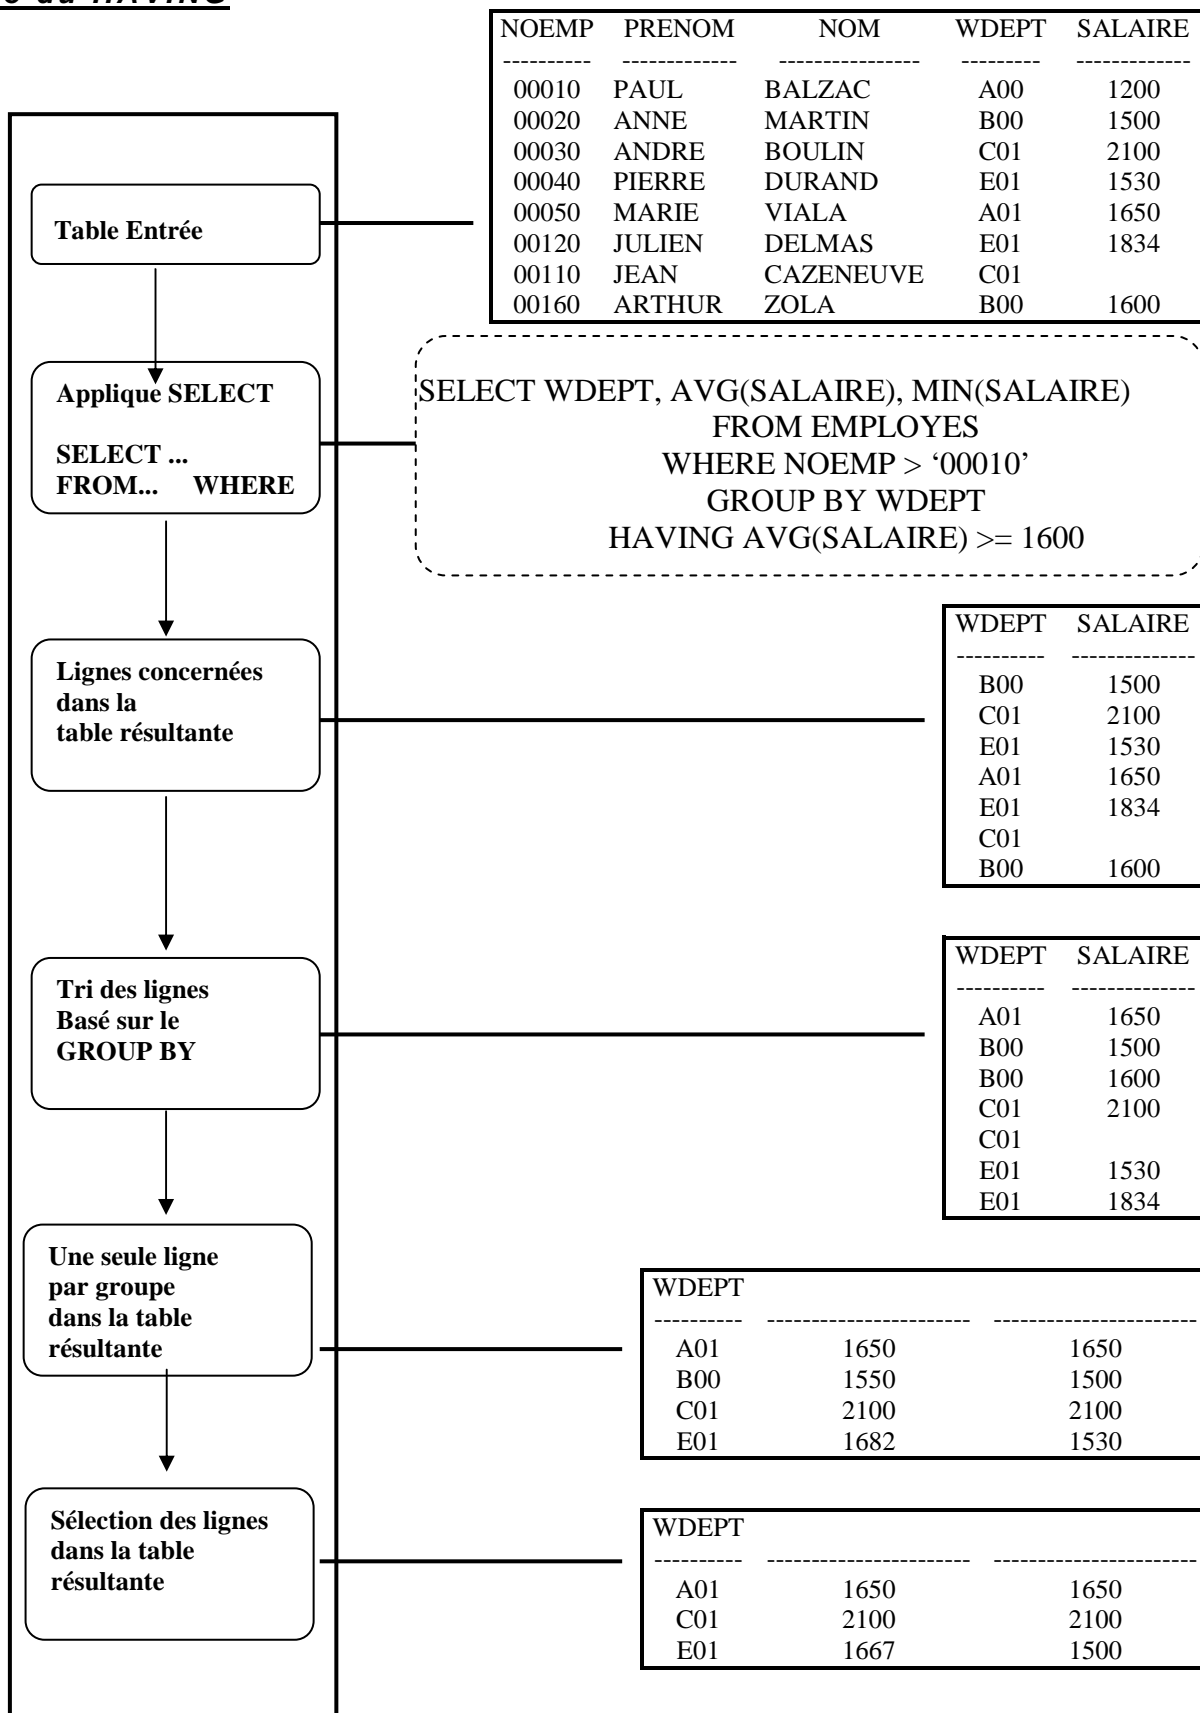 du HAVING
NOEMP PRENOM NOM WDEPT SALAIRE
---------- ------------- ---------------- --------- -------------
00010 PAUL BALZAC A00 1200
00020 ANNE MARTIN B00 1500
00030 ANDRE BOULIN C01 2100
00040 PIERRE DURAND E01 1530
00050 MARIE VIALA A01 1650
00120 JULIEN DELMAS E01 1834
00110 JEAN CAZENEUVE C01
00160 ARTHUR ZOLA B00 1600
Table Entrée
Applique SELECT
SELECT ...
FROM... WHERE
SELECT WDEPT, AVG(SALAIRE), MIN(SALAIRE)
FROM EMPLOYES
WHERE NOEMP > ‘00010’
GROUP BY WDEPT
HAVING AVG(SALAIRE) >= 1600
Lignes concernées
dans la
table résultante
WDEPT SALAIRE
---------- --------------
B00 1500
C01 2100
E01 1530
A01 1650
E01 1834
C01
B00 1600
Tri des lignes
Basé sur le
GROUP BY
WDEPT SALAIRE
---------- --------------
A01 1650
B00 1500
B00 1600
C01 2100
C01
E01 1530
E01 1834
Une seule ligne
par groupe
dans la table
résultante
WDEPT
---------- ----------------------- -----------------------
A01 1650 1650
B00 1550 1500
C01 2100 2100
E01 1682 1530
Sélection des lignes
dans la table
résultante
WDEPT
---------- ----------------------- -----------------------
A01 1650 1650
C01 2100 2100
E01 1667 1500